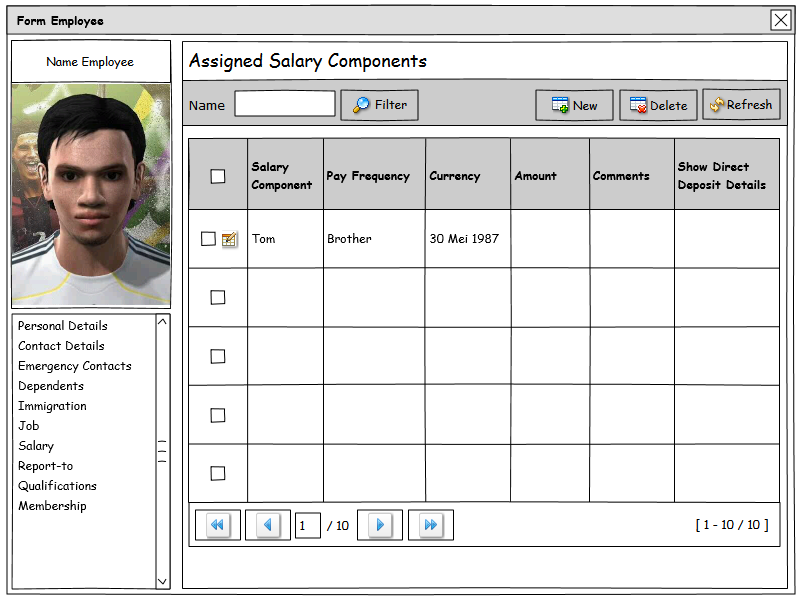 Form Employee
Name Employee
Assigned Salary Components
Name
Filter
New
Delete
Refresh
Salary
Component
Pay Frequency
Currency
Amount
Comments
Show Direct
Deposit Details
Tom
Brother
30 Mei 1987
Personal Details
Contact Details
Emergency Contacts
Dependents
Immigration
Job
Salary
Report-to
Qualifications
Membership
1
/ 10
[ 1 - 10 / 10 ]